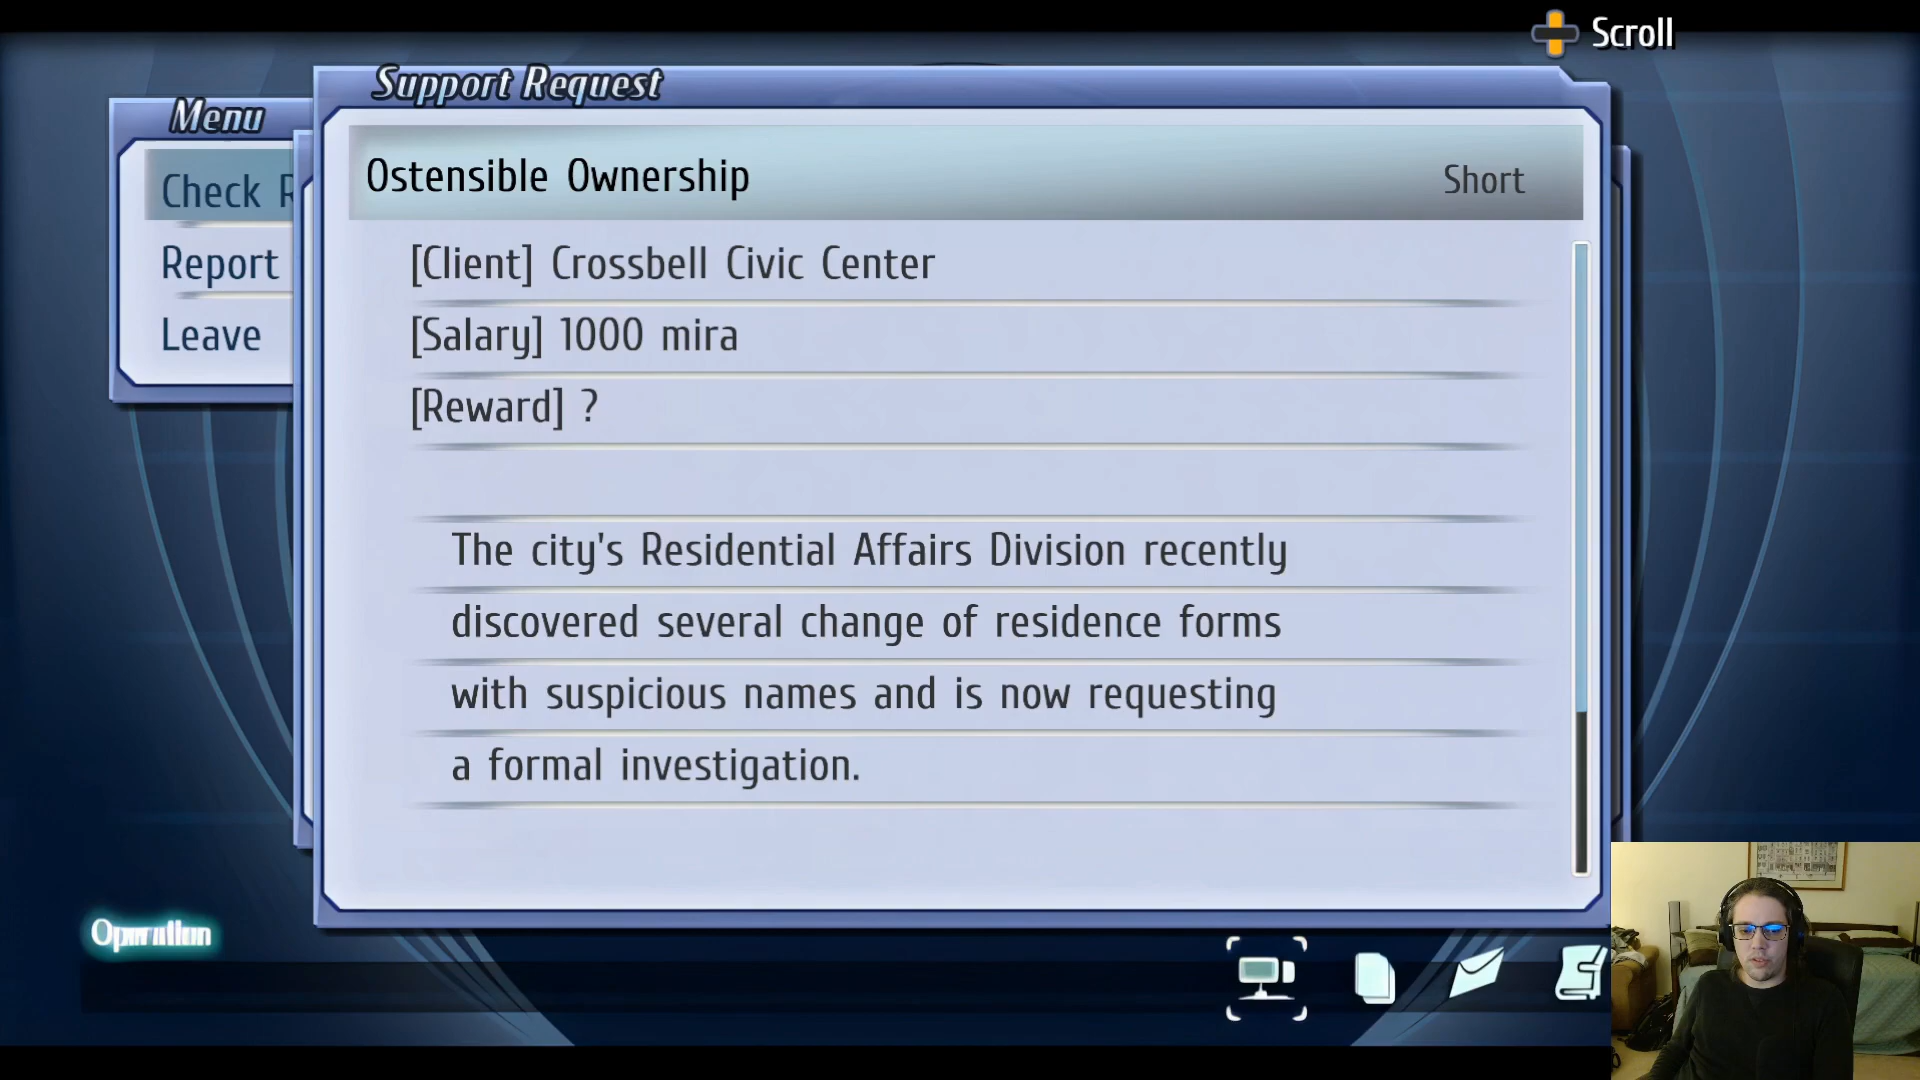 Scroll
Support Request
Menu
Ostensible Ownership
Short
Check R
Report
Leave
[Client] Crossbell Civic Center
[Salary] 1000 mira
[Reward] ?
The city's Residential Affairs Division recently
discovered several change of residence forms
with suspicious names and is now requesting
a formal investigation.
Operation